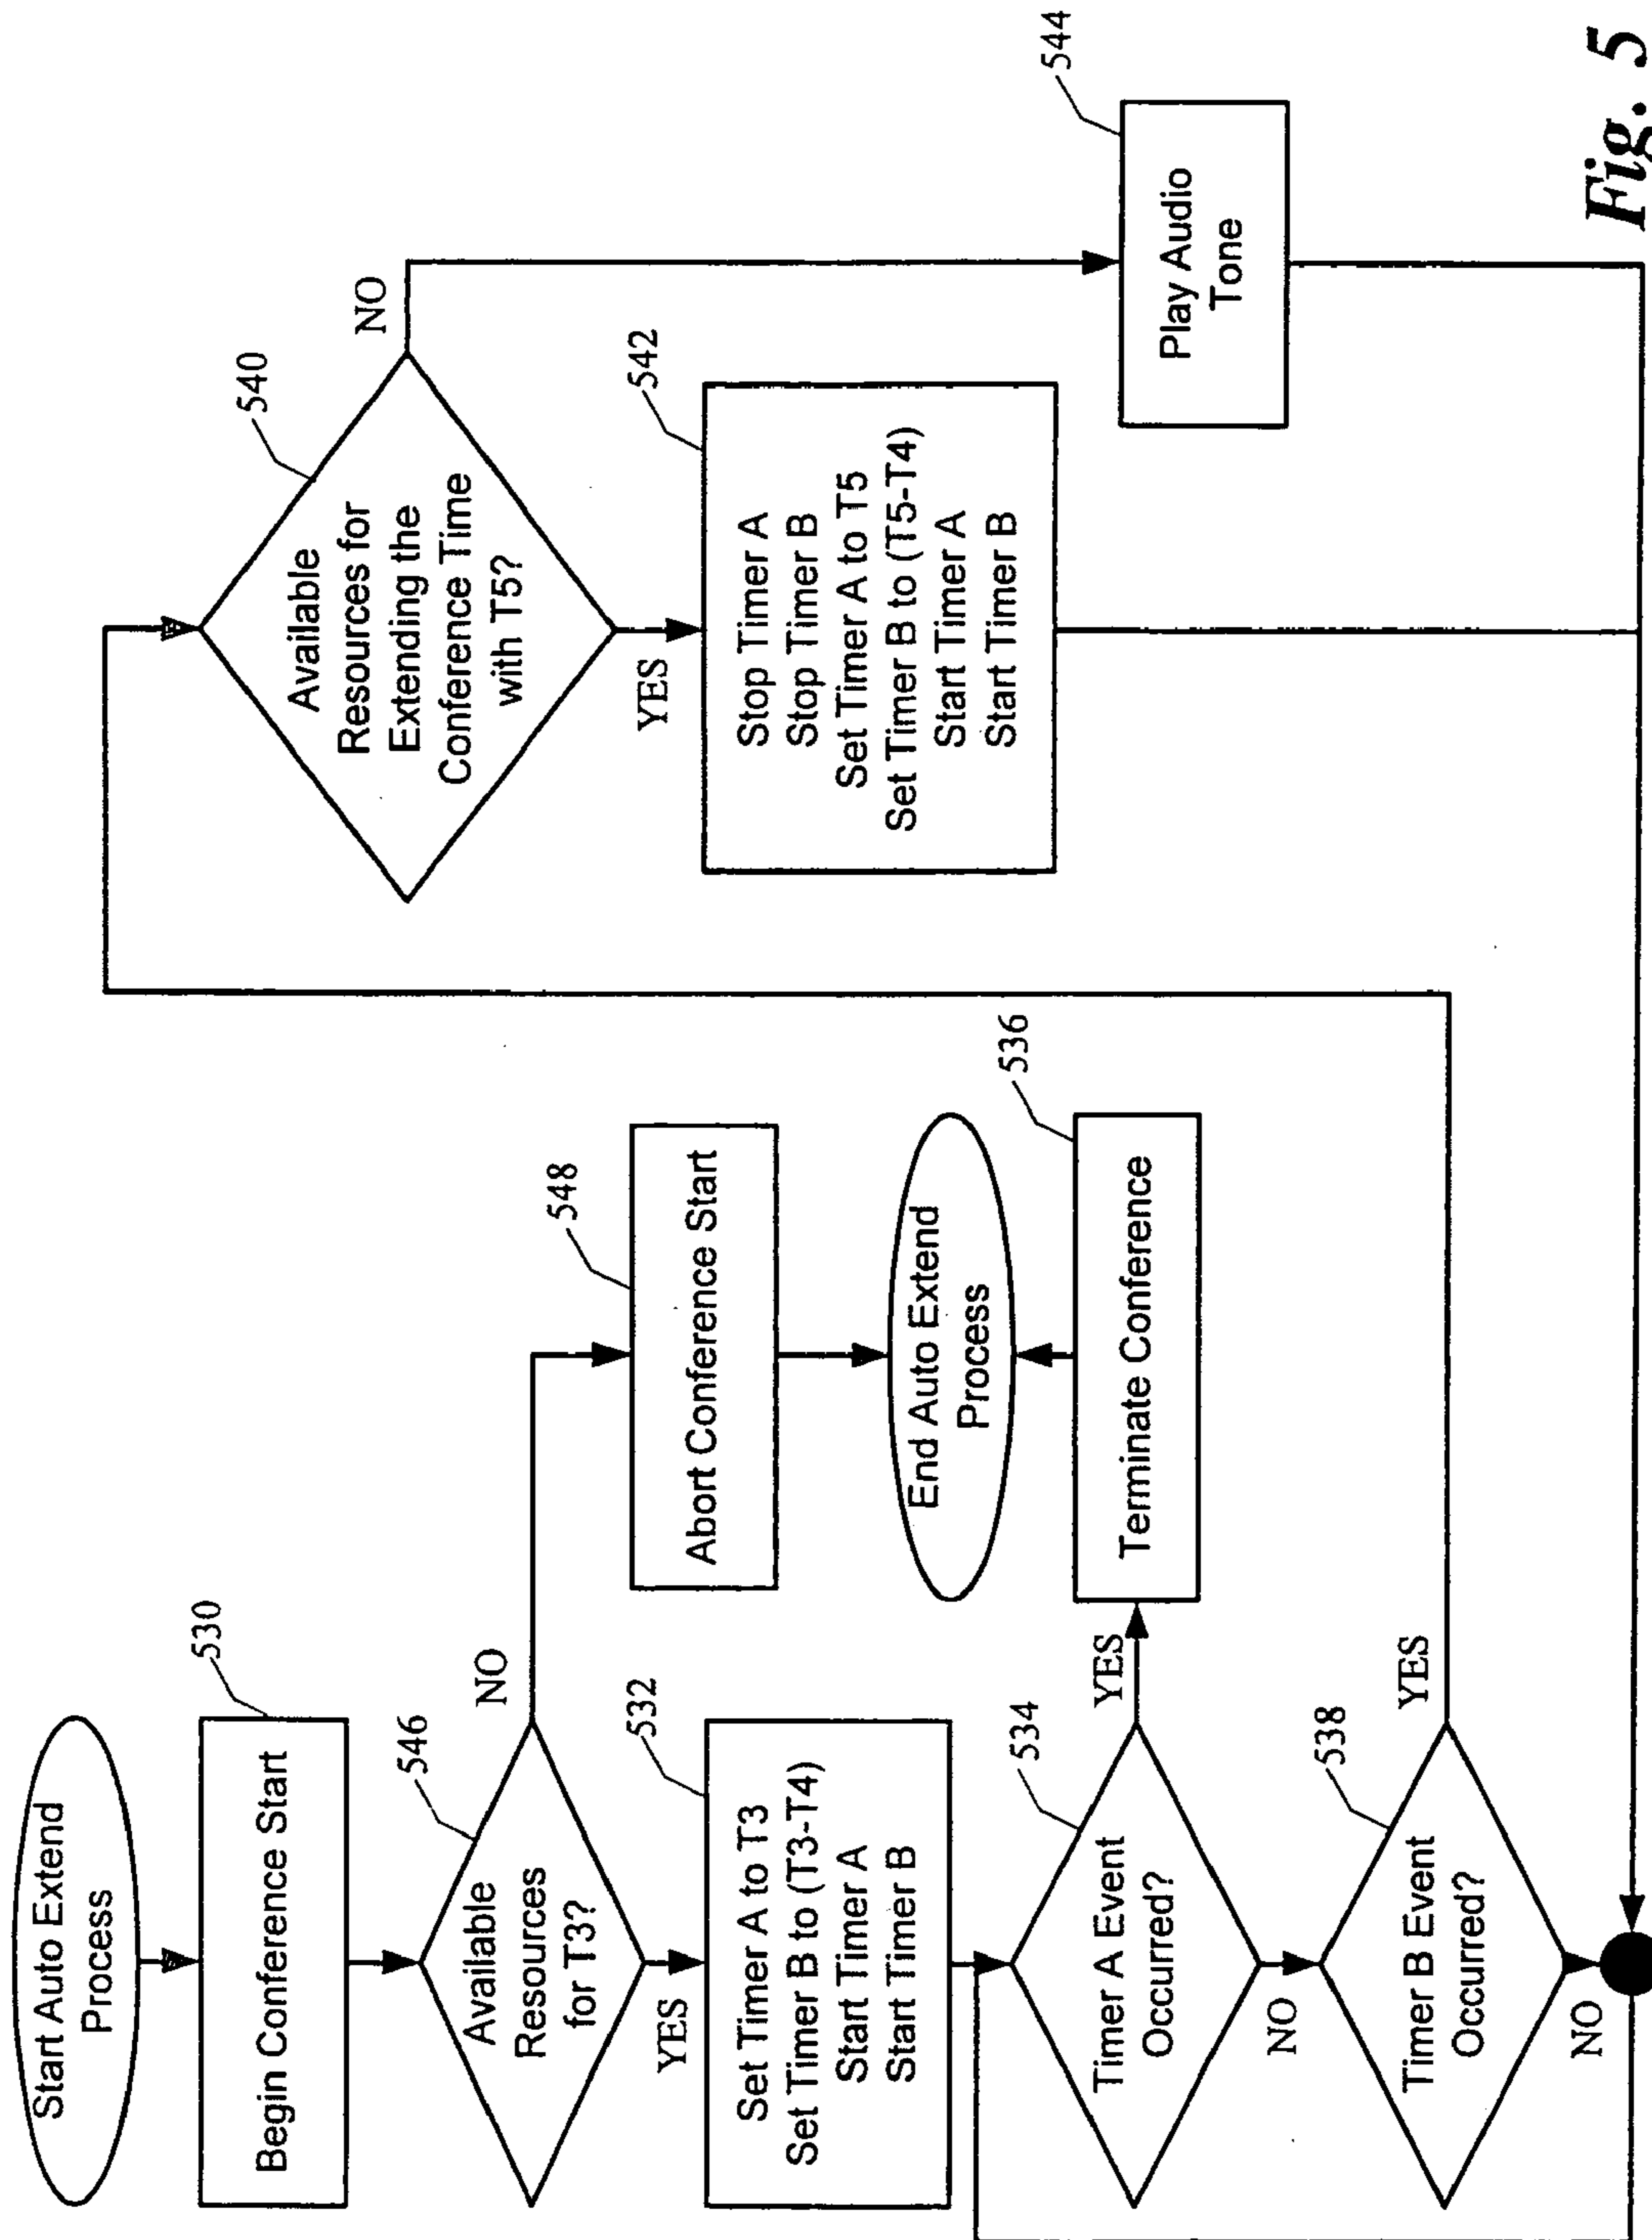 Start Auto Extend
Process
530
Begin Conference Start
546
Available
Resources
for T3?
NO
YES
548
Abort Conference Start
532
Set Timer A to T3
Set Timer B to (T3-T4)
Start Timer A
Start Timer B
End Auto Extend
Process
534
Timer A Event
Occurred?
YES
NO
536
Terminate Conference
538
Timer B Event
Occurred?
YES
NO
540
Available
Resources for
Extending the
Conference Time
with T5?
NO
YES
542
Stop Timer A
Stop Timer B
Set Timer A to T5
Set Timer B to (T5-T4)
Start Timer A
Start Timer B
544
Play Audio
Tone
Fig. 5